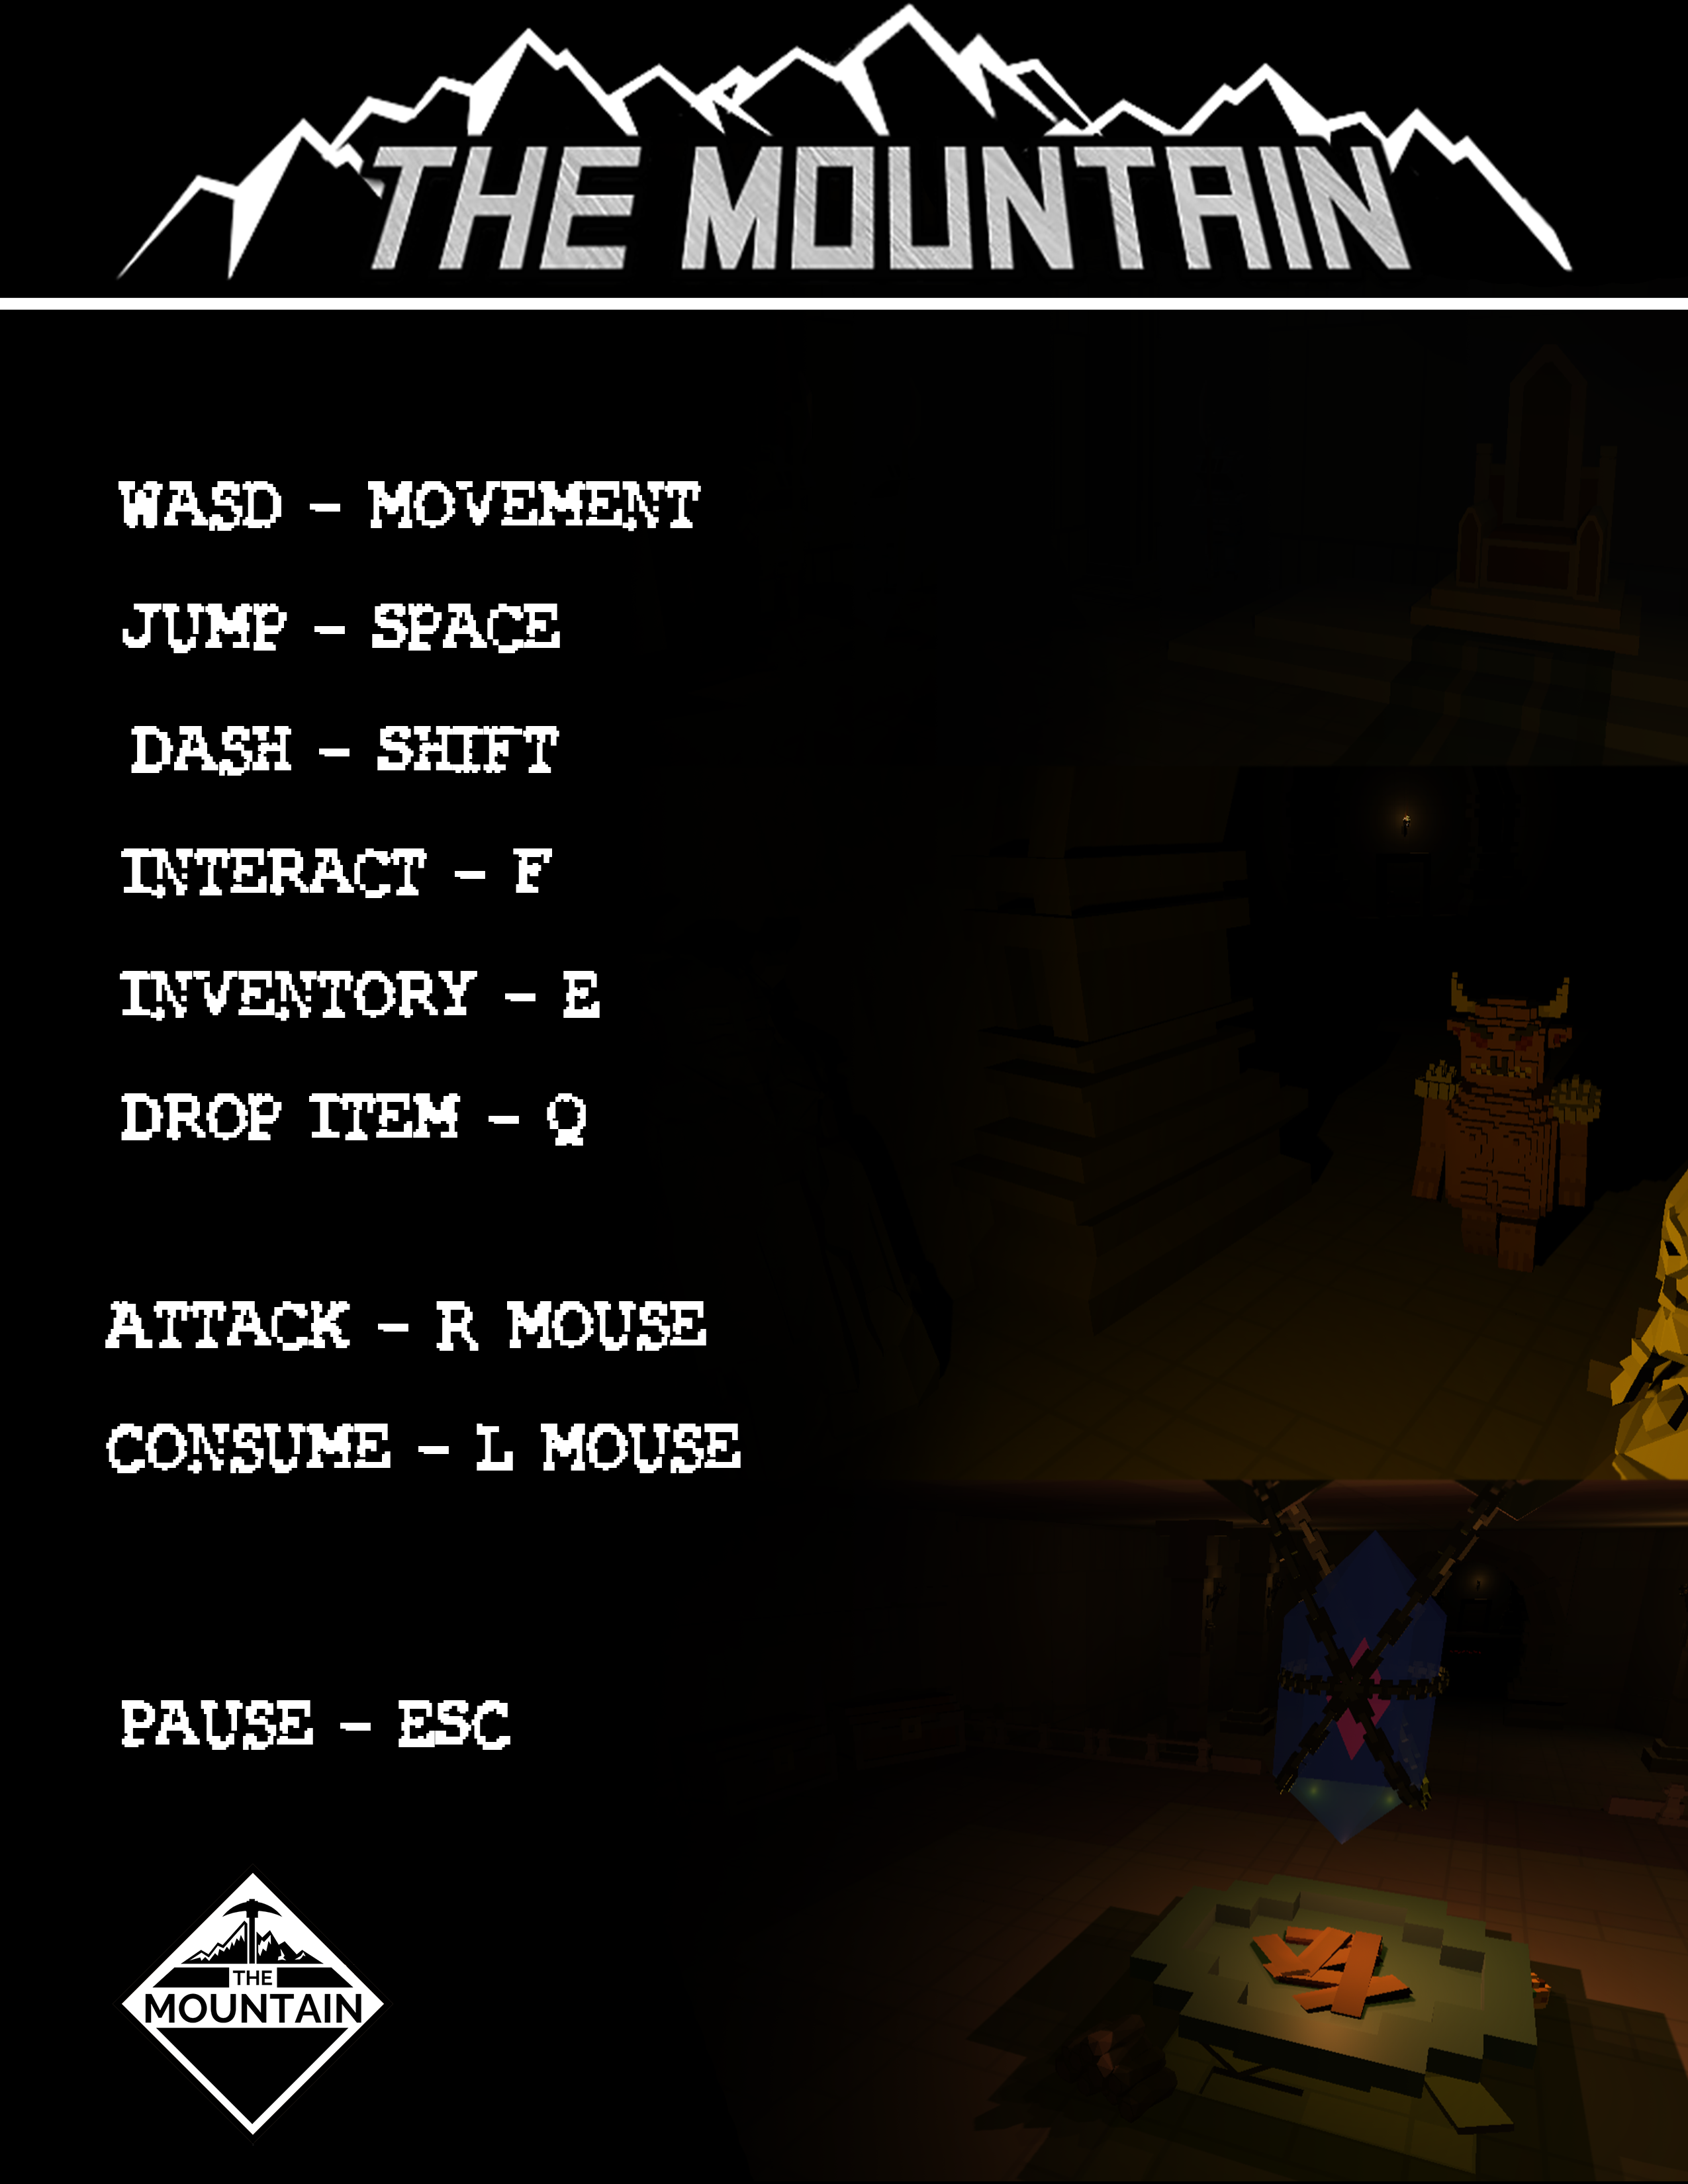 THE MOUNTAIN
WASD - MOVEMENT
JUMP - SPACE
DASH - SHIFT
INTERACT - F
INVENTORY - E
DROP ITEM - Q
ATTACK - R MOUSE
CONSUME - L MOUSE
PAUSE - ESC
THE
MOUNTAIN